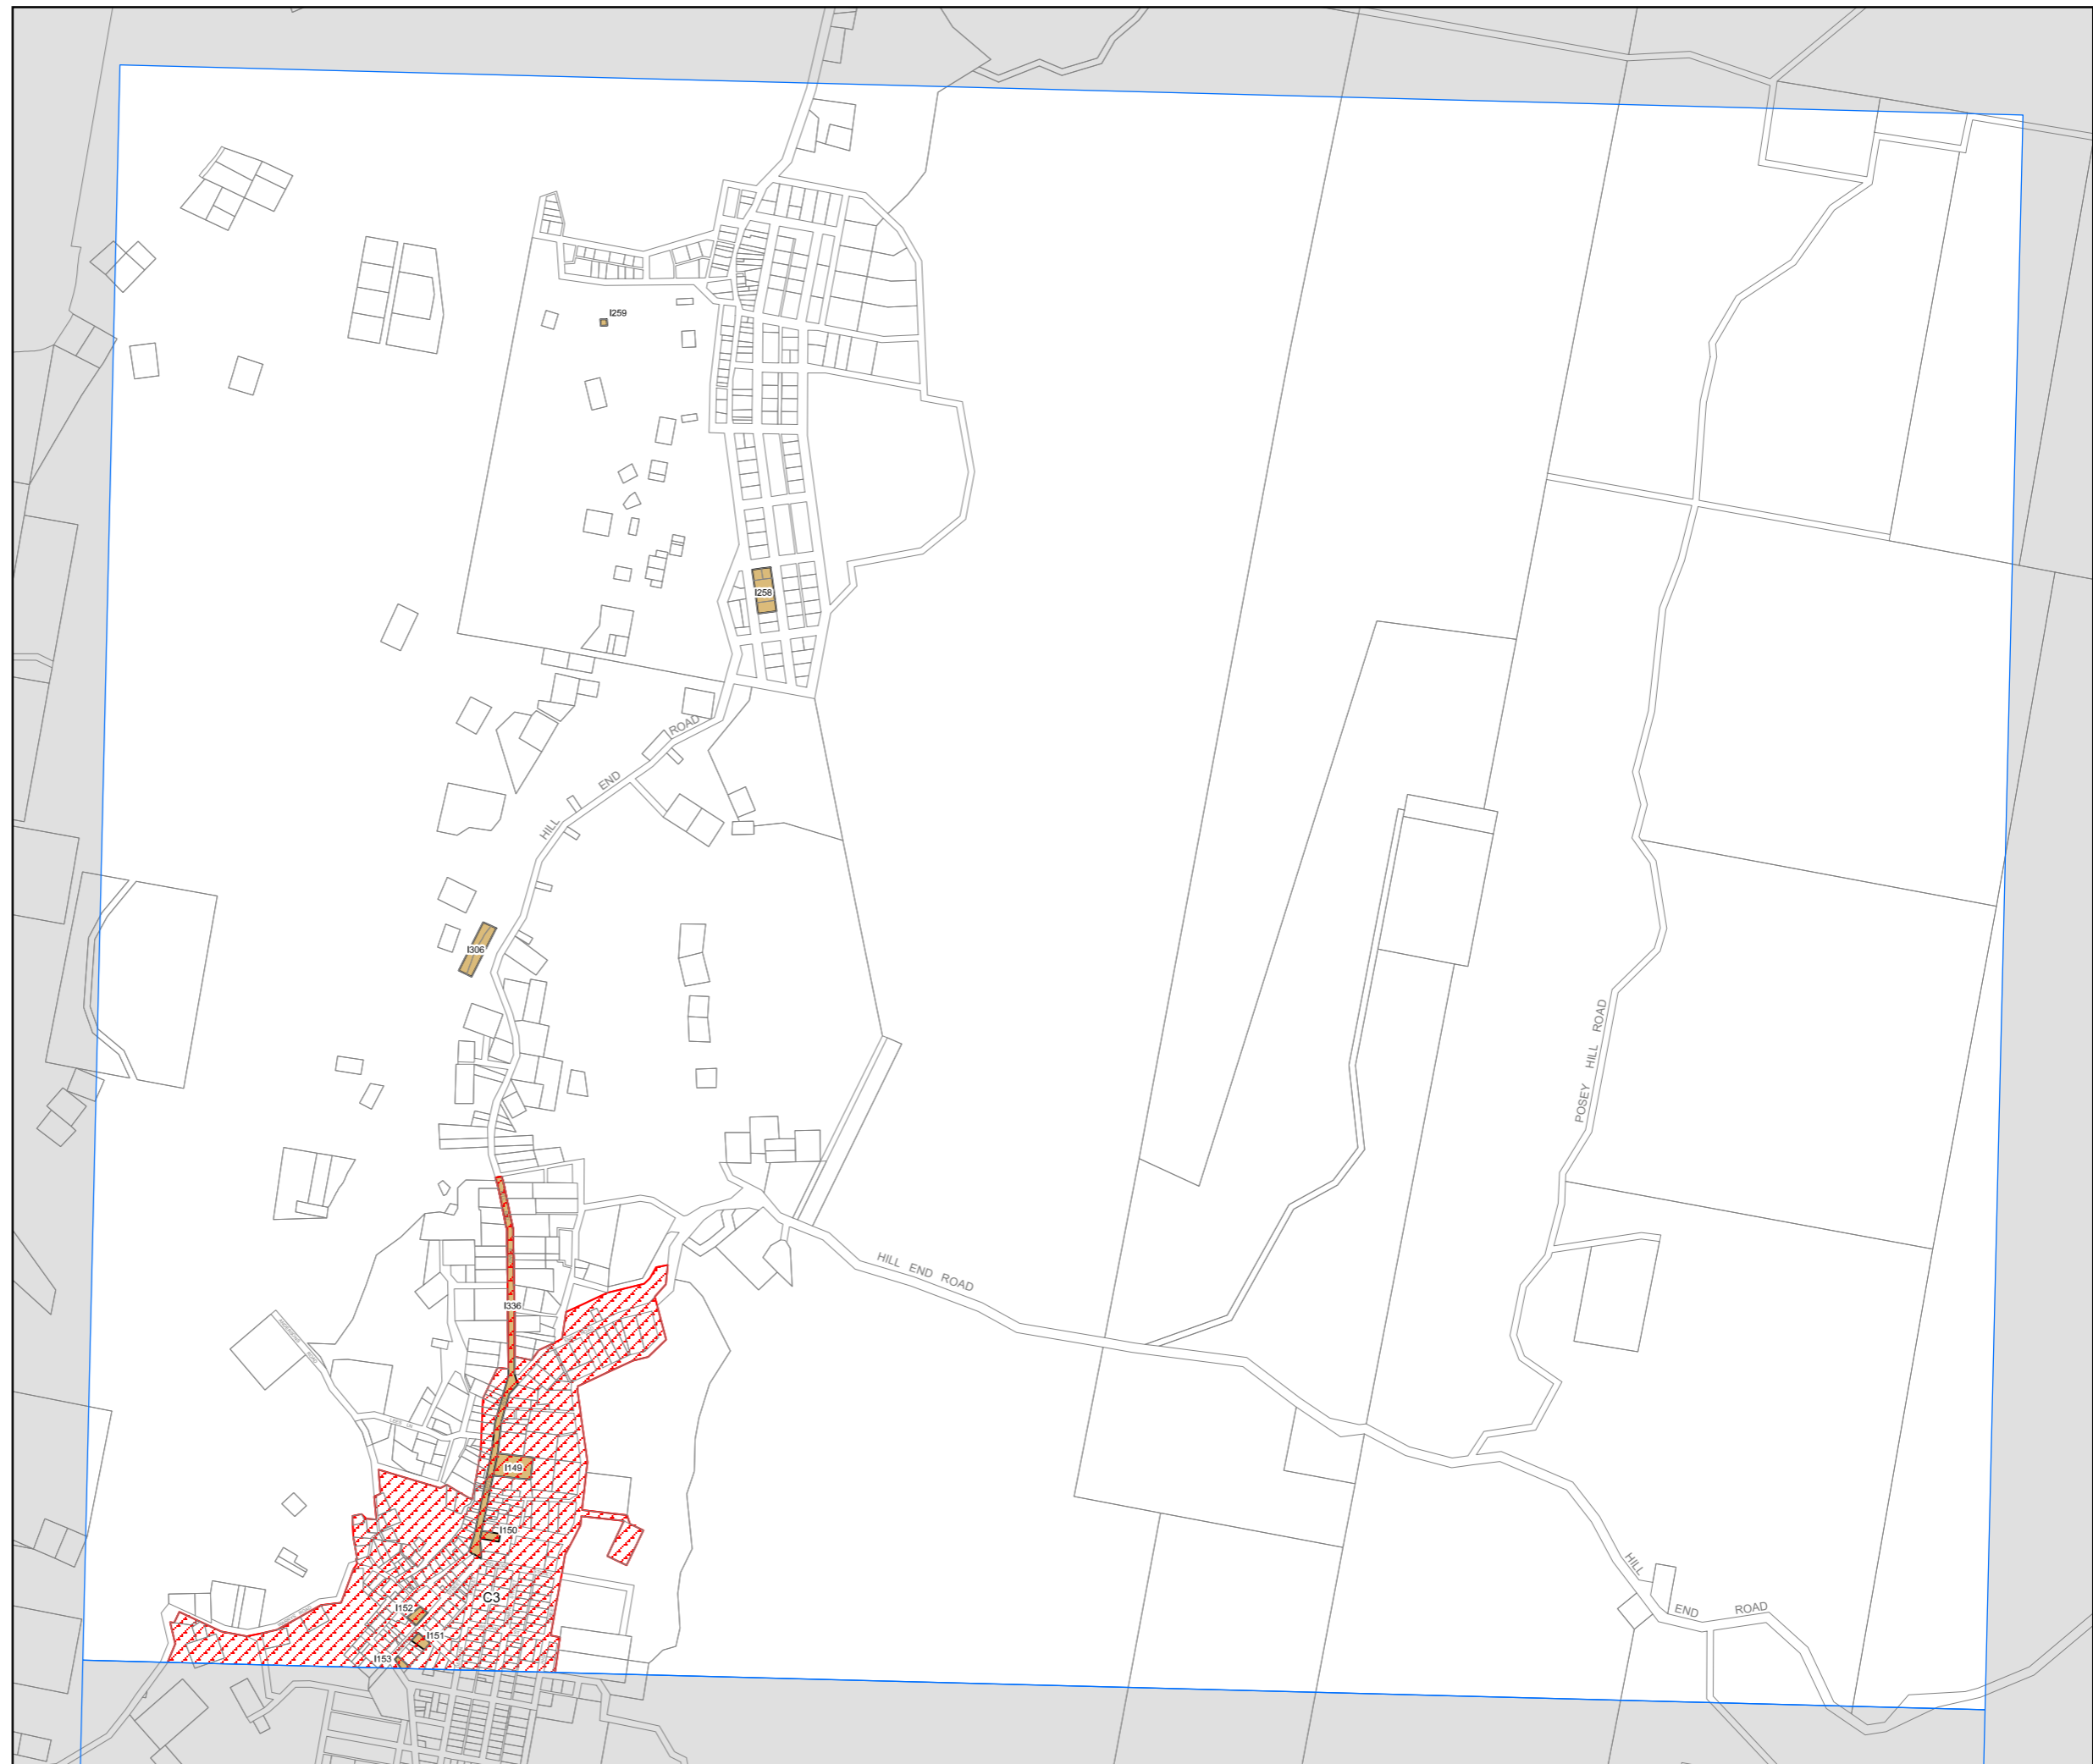 I259
I258
ROAD
END
HILL
I306
POSEY HILL ROAD
HILL END ROAD
I336
I149
I150
HILL
C3
I152
END ROAD
I151
I153